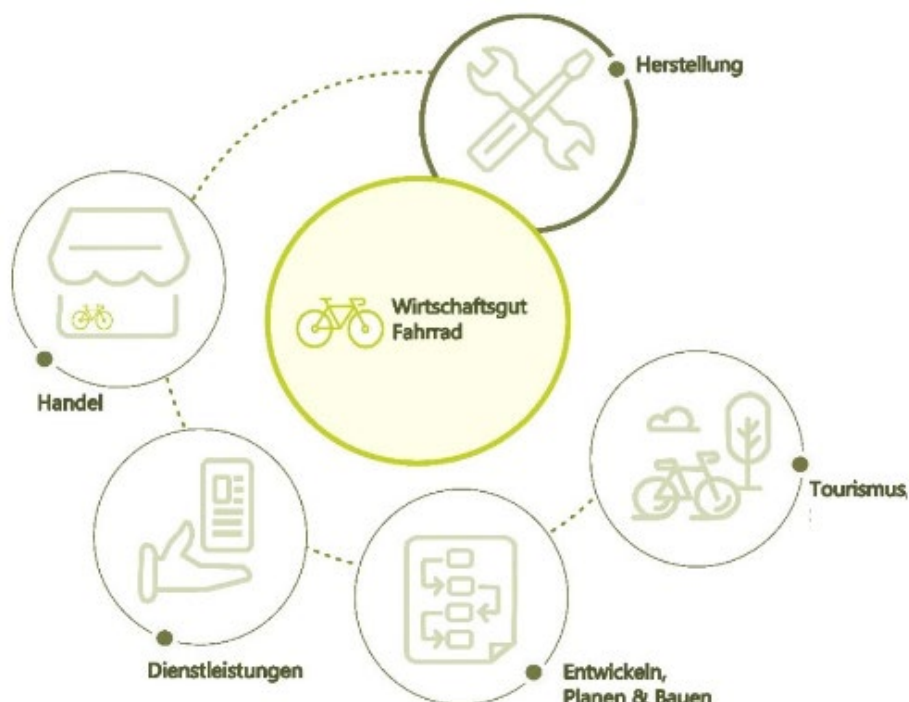 Herstellung
Wirtschaftsgut
Fahrrad
Handel
Tourismus,
Dienstleistungen
Entwickeln,
Planen & Bauen